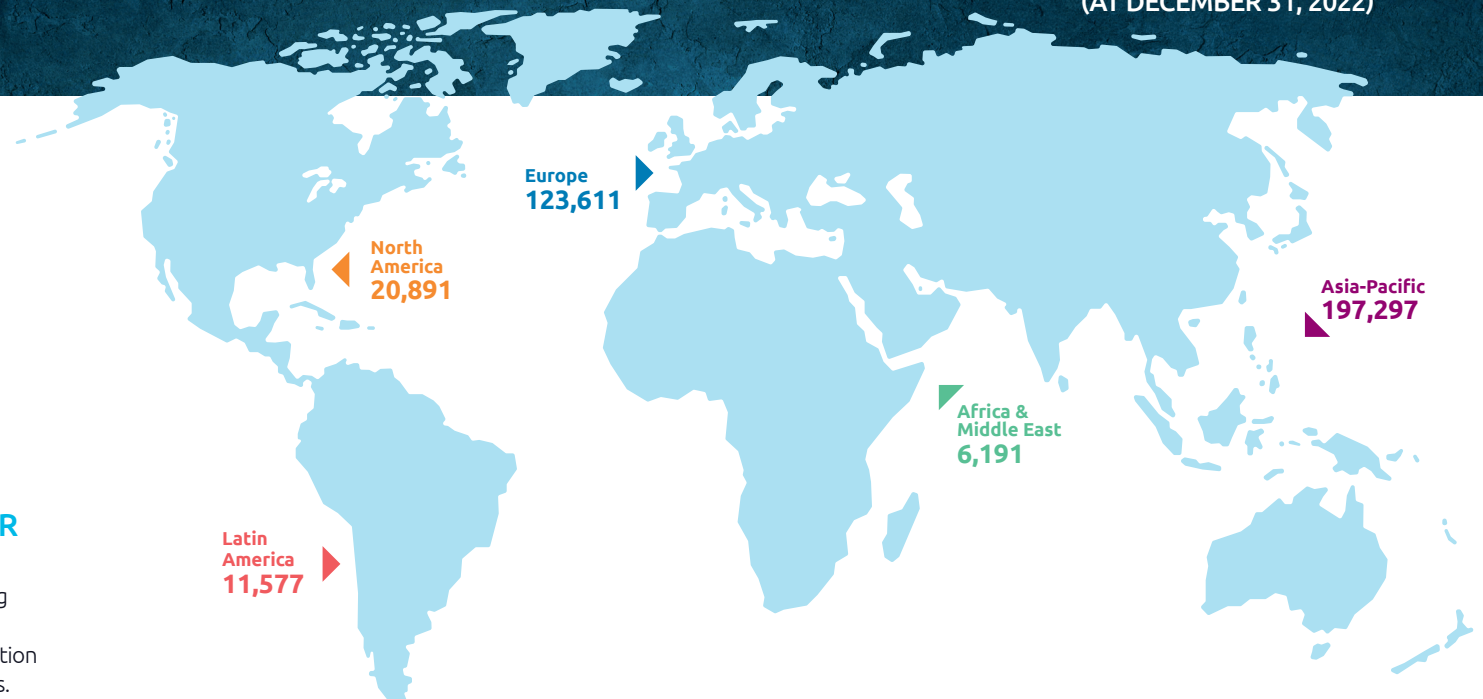 (AT DECEMBER 31, 2022)
Europe
123,611
North
America
20,891
Asia-Pacific
197,297
Africa &
Middle East
6,191
R
Latin
America
11,577
g
tion
s.